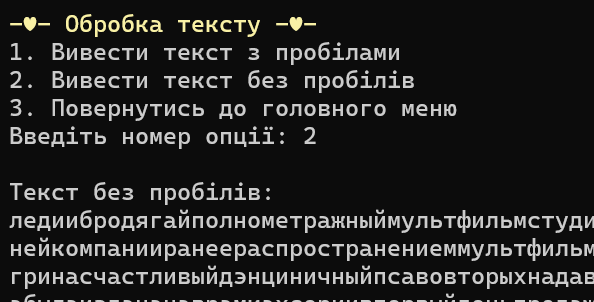 -♥- Обробка тексту -♥-
1. Вивести текст з пробілами
2. Вивести текст без пробілів
3. Повернутись до головного меню
Введіть номер опції: 2
Текст без пробілів:
ледиибродягайполнометражныймультфильмстуди
нейкомпанииранеераспространениеммультфильм
гринасчастливыйдэнциничныйпсавовторыхнадав